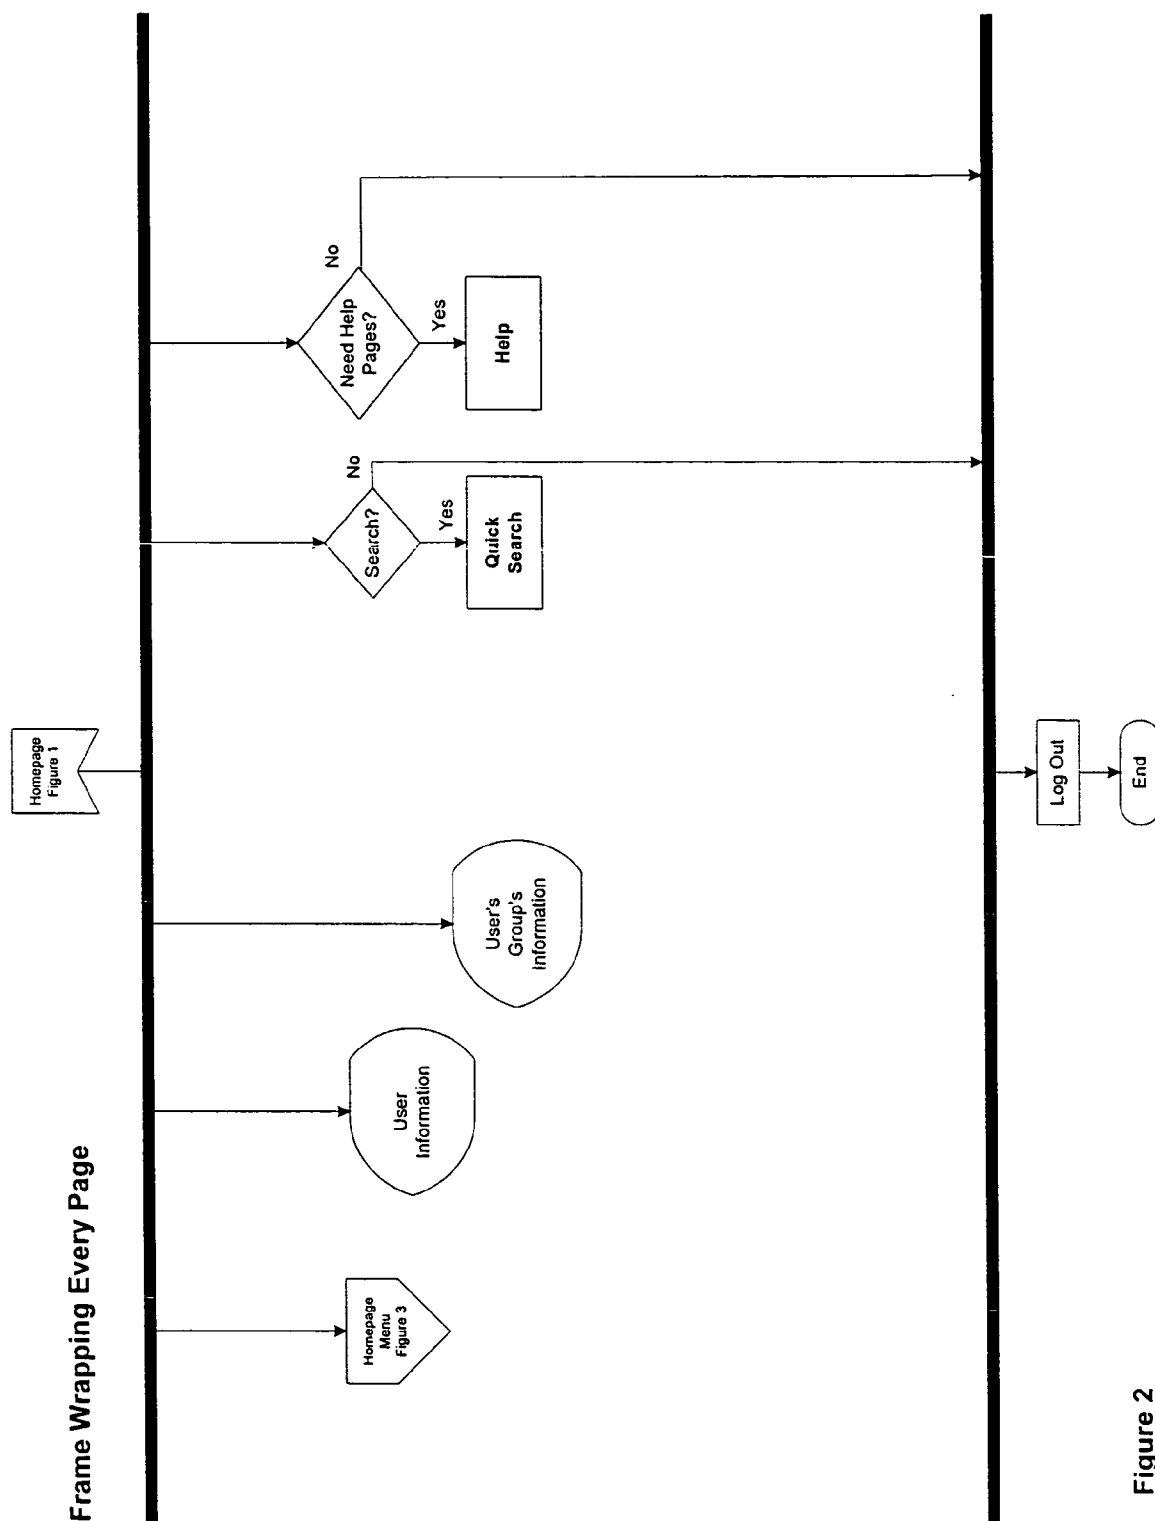 Frame Wrapping Every Page
Homepage
Figure 1
Homepage
Menu
Figure 3
User
Information
User's
Group's
Information
Search?
No
Yes
Quick
Search
Need Help
Pages?
No
Yes
Help
Log Out
End
Figure 2